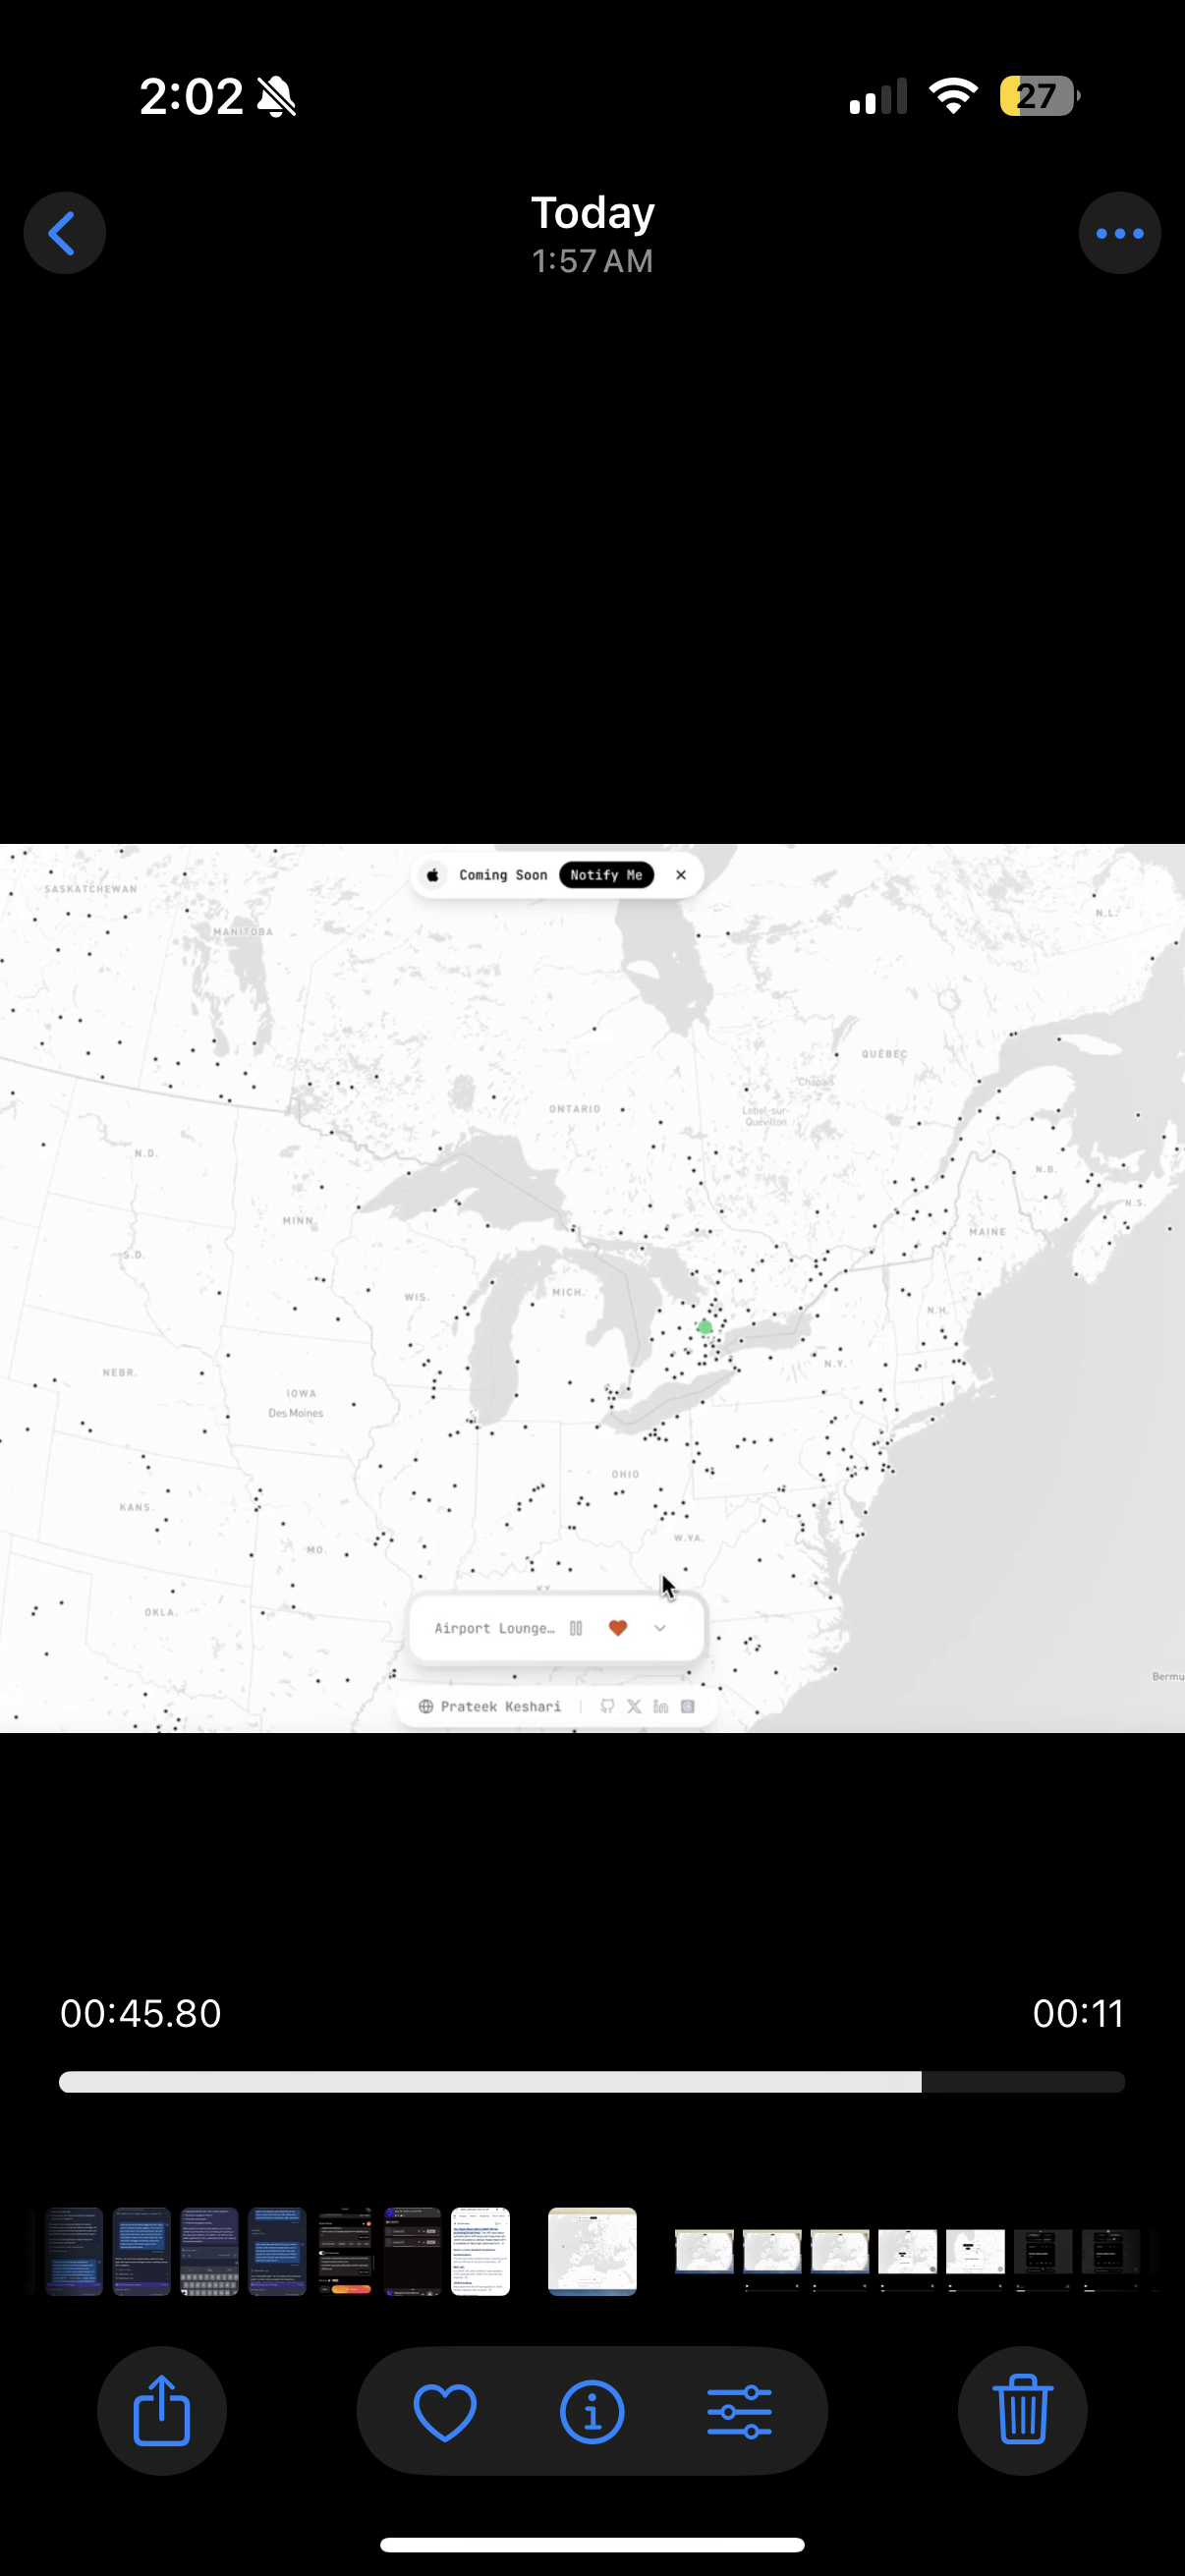 2:02
27
Today
1:57 AM
Coming Soon Notify Me
SASKATCHEWAN
MANITOBA
N.L.
QUÉBEC
Chapais
ONTARIO
Lebel-sur-
Quévillon
N.D.
N.B.
N.S.
MINN.
MAINE
S.D.
MICH.
WIS.
N.H.
N.Y.
NEBR.
IOWA
Des Moines
OHIO
KANS.
W.VA.
MO.
KY.
OKLA.
Airport Lounge…
Bermu
Prateek Keshari
00:45.80
00:11